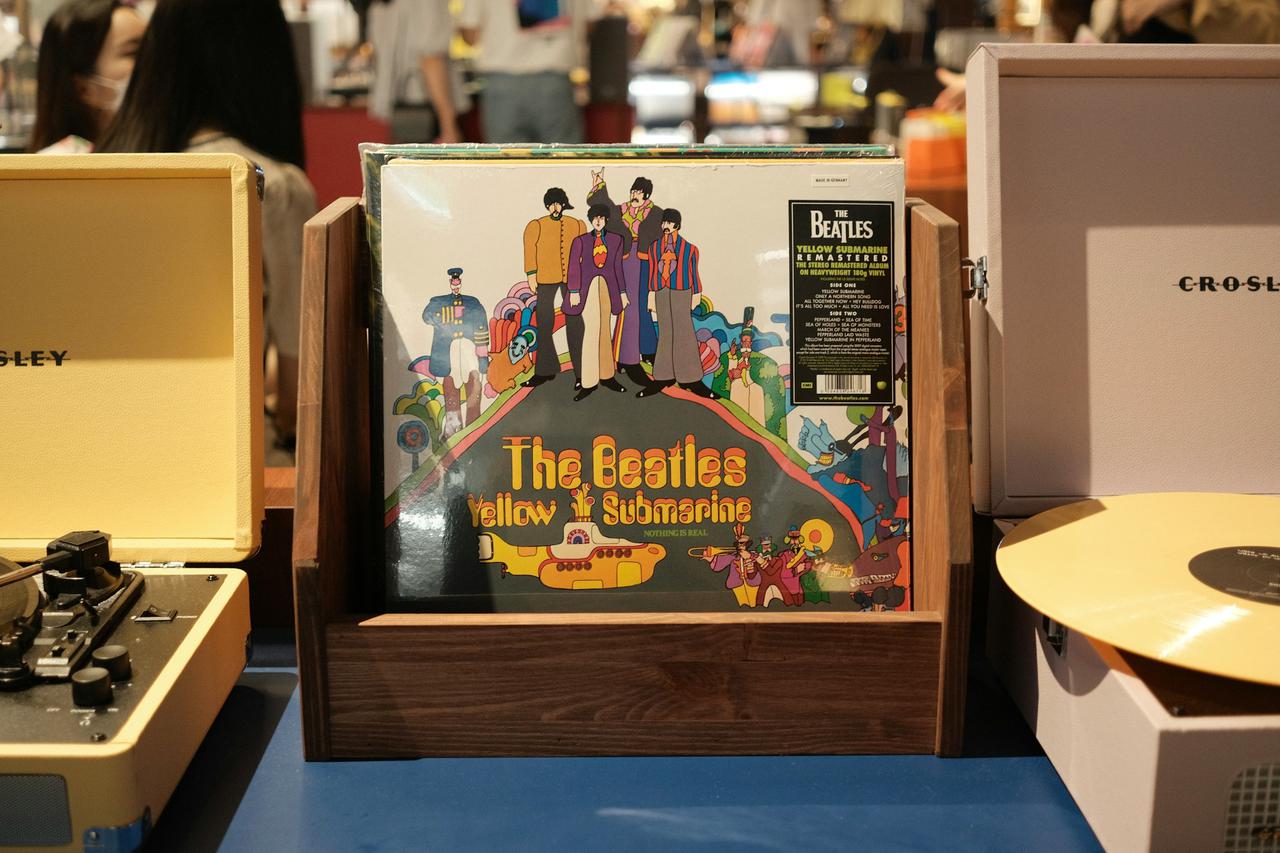 SLEY
MADE IN GERMANY
THE
BEATLES
YELLOW SUBMARINE
REMASTERED
THE STEREO REMASTERED ALBUM
ON HEAVYWEIGHT 180g VINYL
SIDE ONE
YELLOW SUBMARINE
ONLY A NORTHERN SONG
ALL TOGETHER NOW • HEY BULLDOG
IT'S ALL TOO MUCH • ALL YOU NEED IS LOVE
SIDE TWO
PEPPERLAND • SEA OF TIME
SEA OF HOLES • SEA OF MONSTERS
MARCH OF THE MEANIES
PEPPERLAND LAID WASTE
YELLOW SUBMARINE IN PEPPERLAND
EMI
www.thebeatles.com
The Beatles
Yellow Submarine
NOTHING IS REAL
CROSL